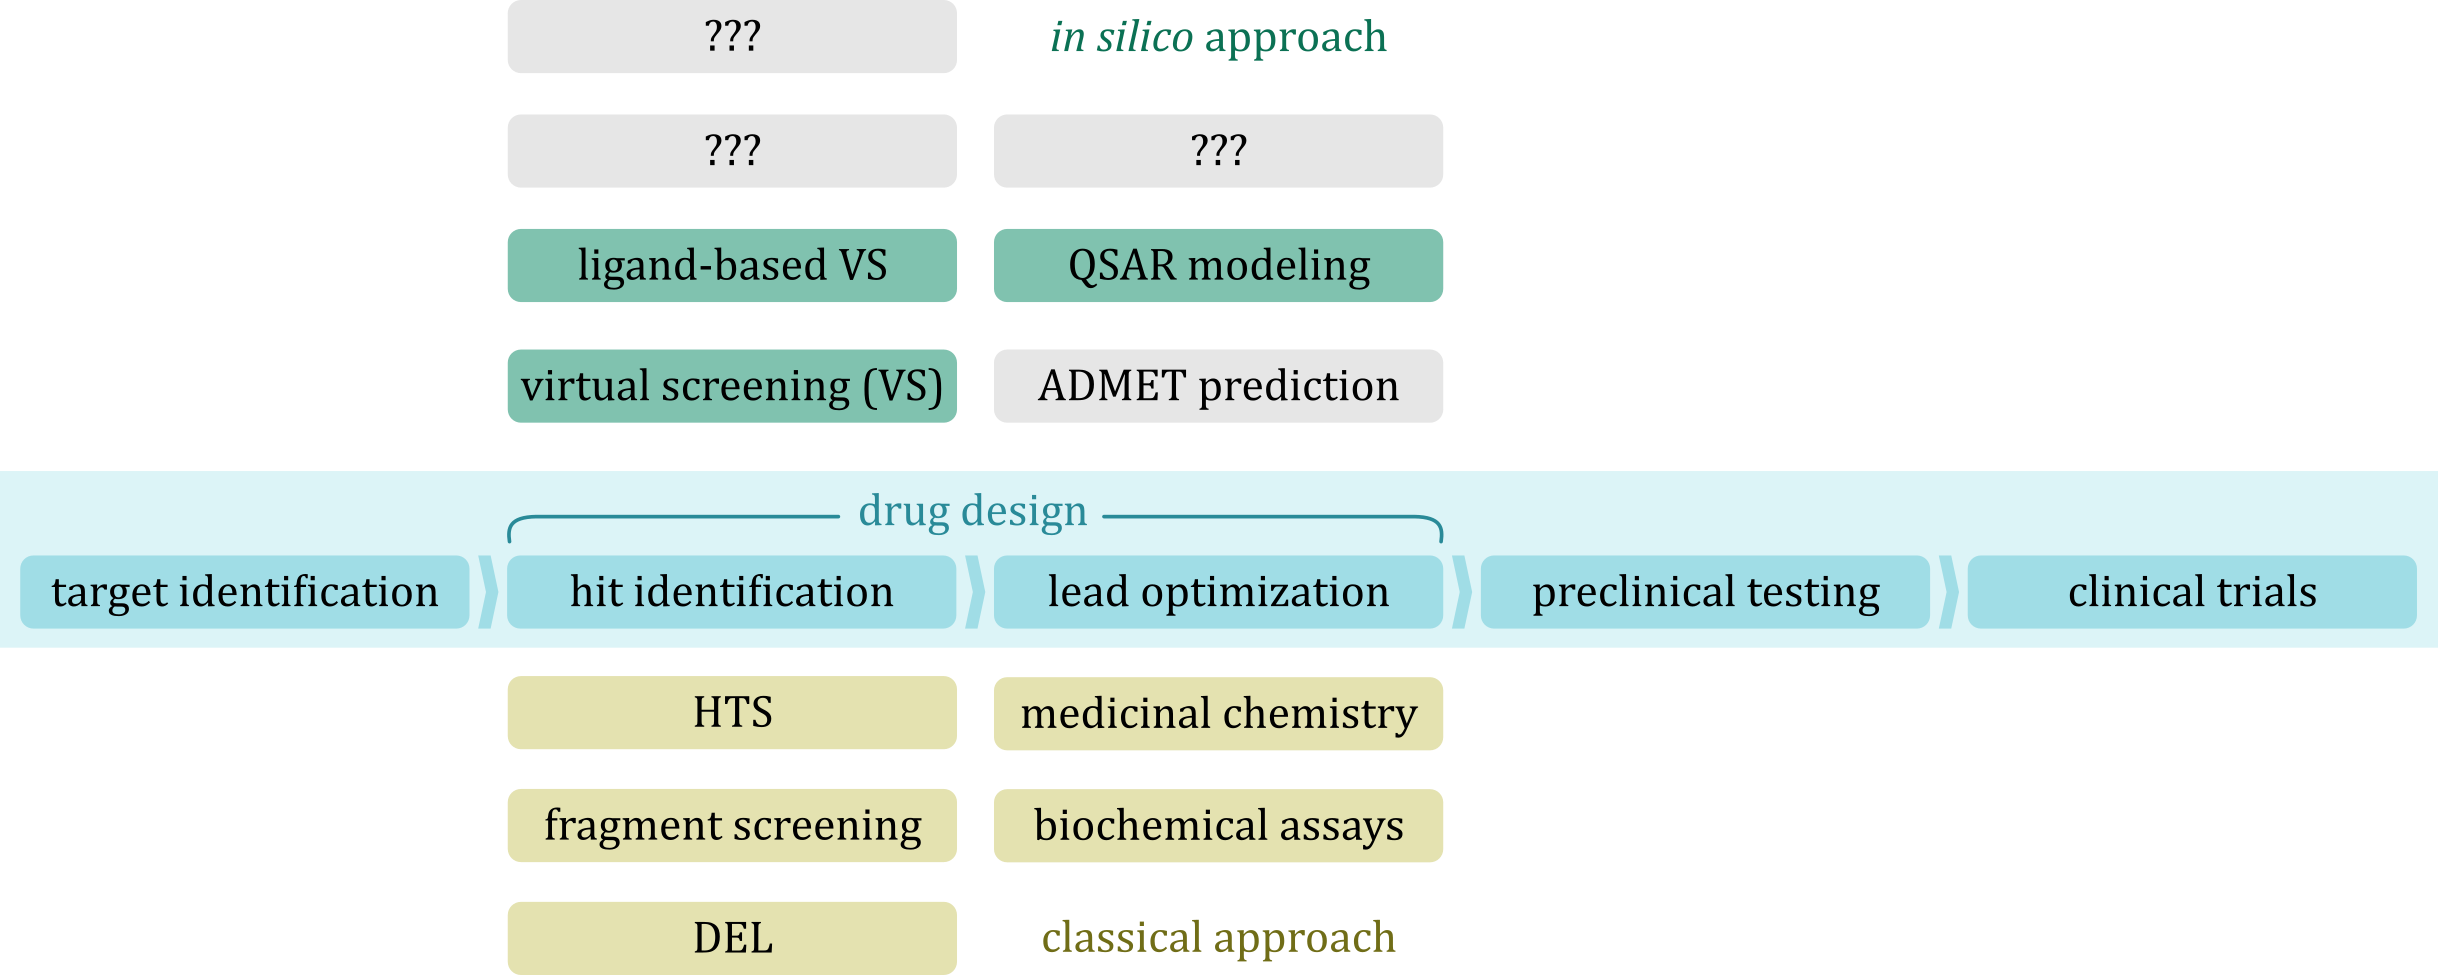 ???
in silico approach
???
???
ligand-based VS
QSAR modeling
virtual screening (VS)
ADMET prediction
drug design
target identification
hit identification
lead optimization
preclinical testing
clinical trials
HTS
medicinal chemistry
fragment screening
biochemical assays
DEL
classical approach